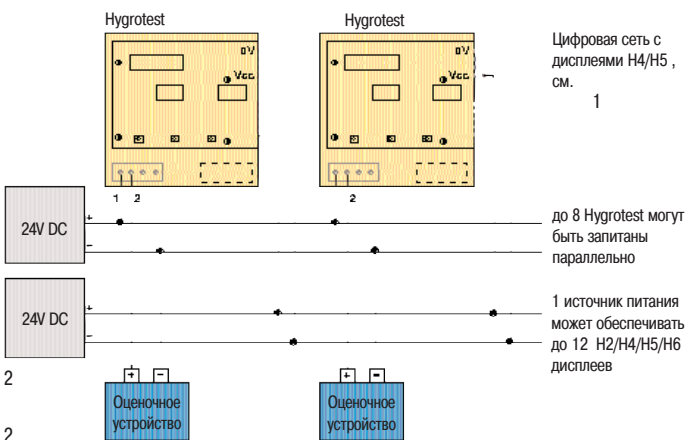 Hygrotest
Hygrotest
0V
Vcc
0V
Vcc
1
Цифровая сеть с
дисплеями H4/H5 ,
см.
1
1 2
2
24V DC
+
−
до 8 Hygrotest могут
быть запитаны
параллельно
24V DC
+
−
1 источник питания
может обеспечивать
до 12 H2/H4/H5/H6
дисплеев
2
+ −
Оценочное
устройство
+ −
Оценочное
устройство
2